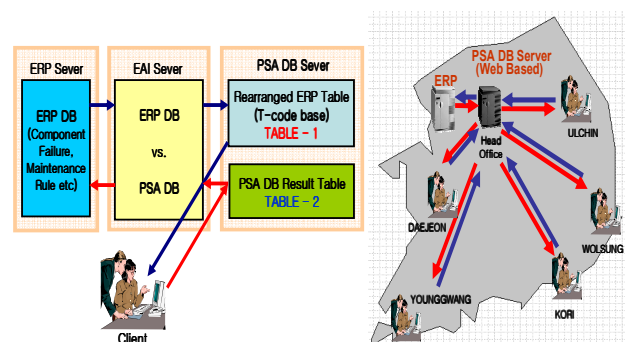 ERP Sever
EAI Sever
PSA DB Sever
ERP DB
(Component
Failure,
Maintenance
Rule etc)
ERP DB
vs.
PSA DB
Rearranged ERP Table
(T-code base)
TABLE - 1
PSA DB Result Table
TABLE - 2
Client
PSA DB Server
(Web Based)
ERP
Head
Office
ULCHIN
DAEJEON
WOLSUNG
YOUNGGWANG
KORI